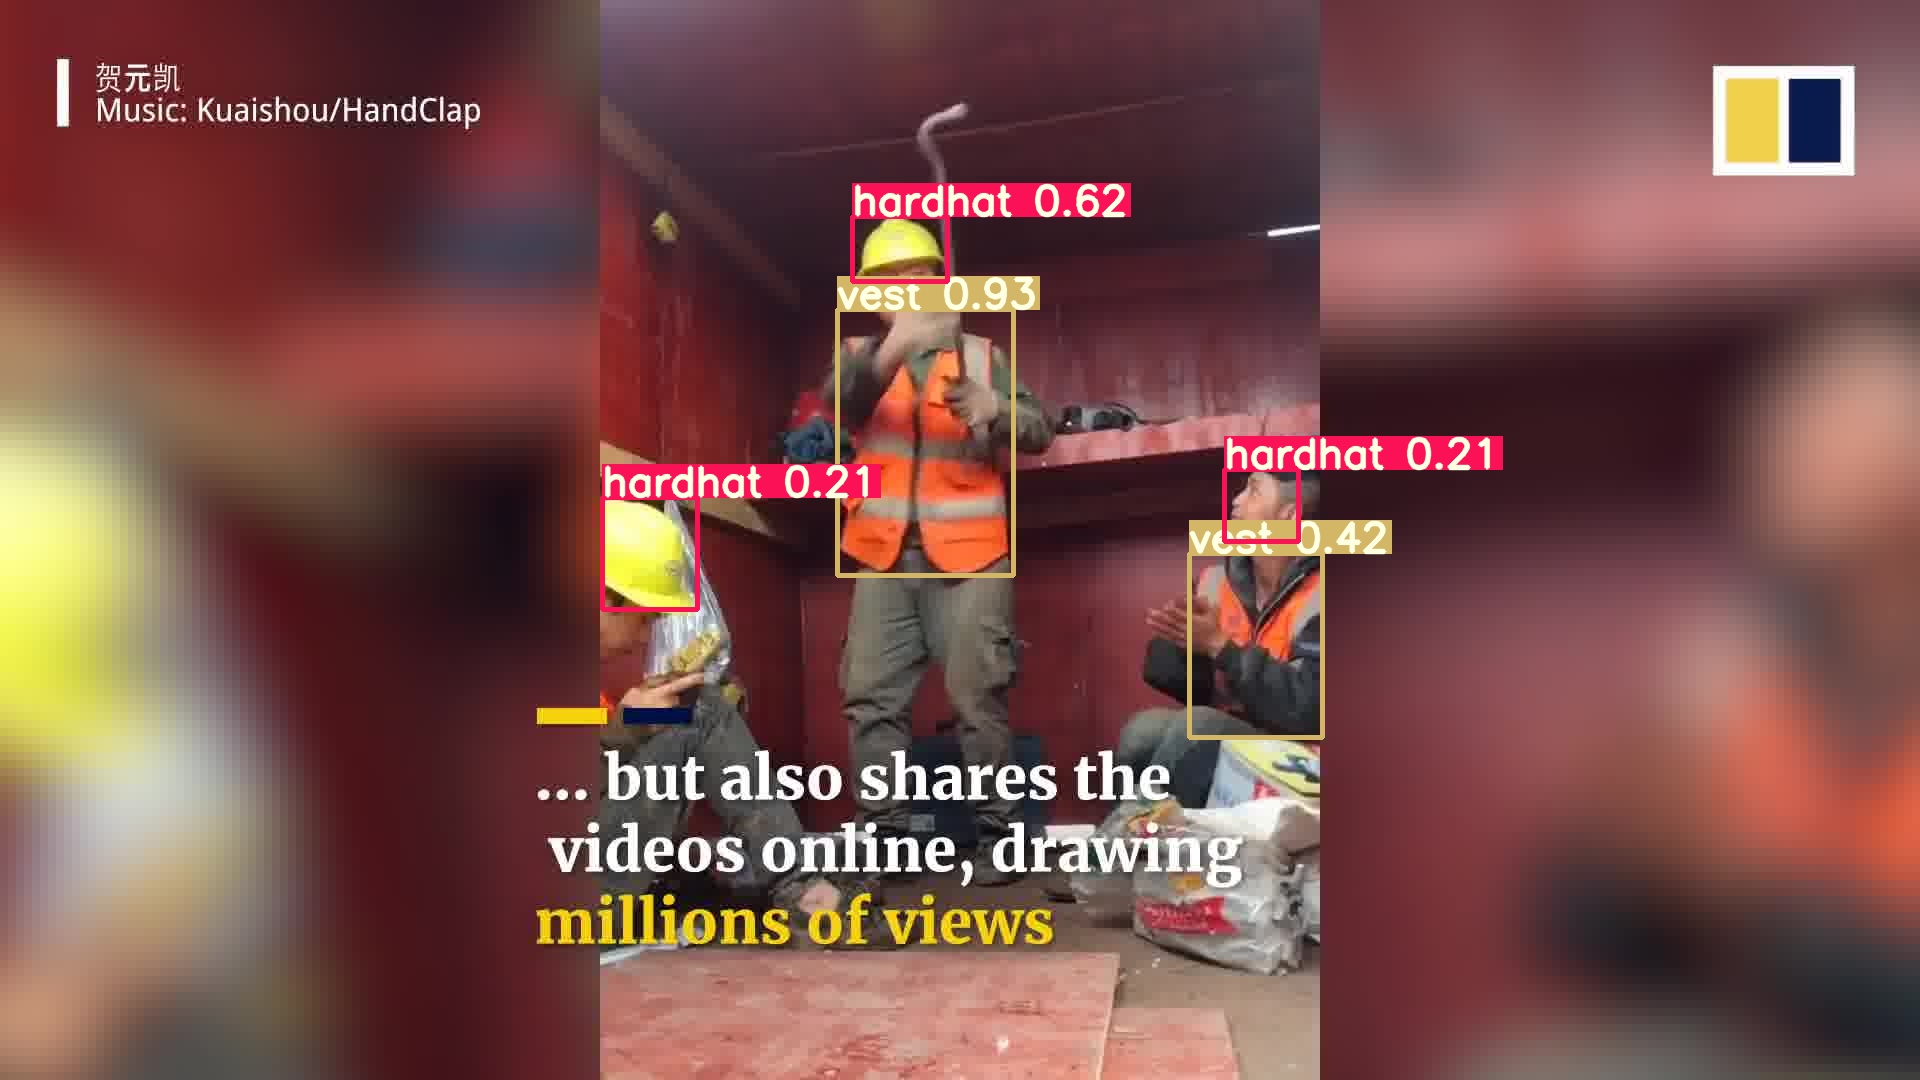 贺元凯
Music: Kuaishou/HandClap
hardhat 0.62
vest 0.93
hardhat 0.21
hardhat 0.21
vest 0.42
... but also shares the
videos online, drawing
millions of views